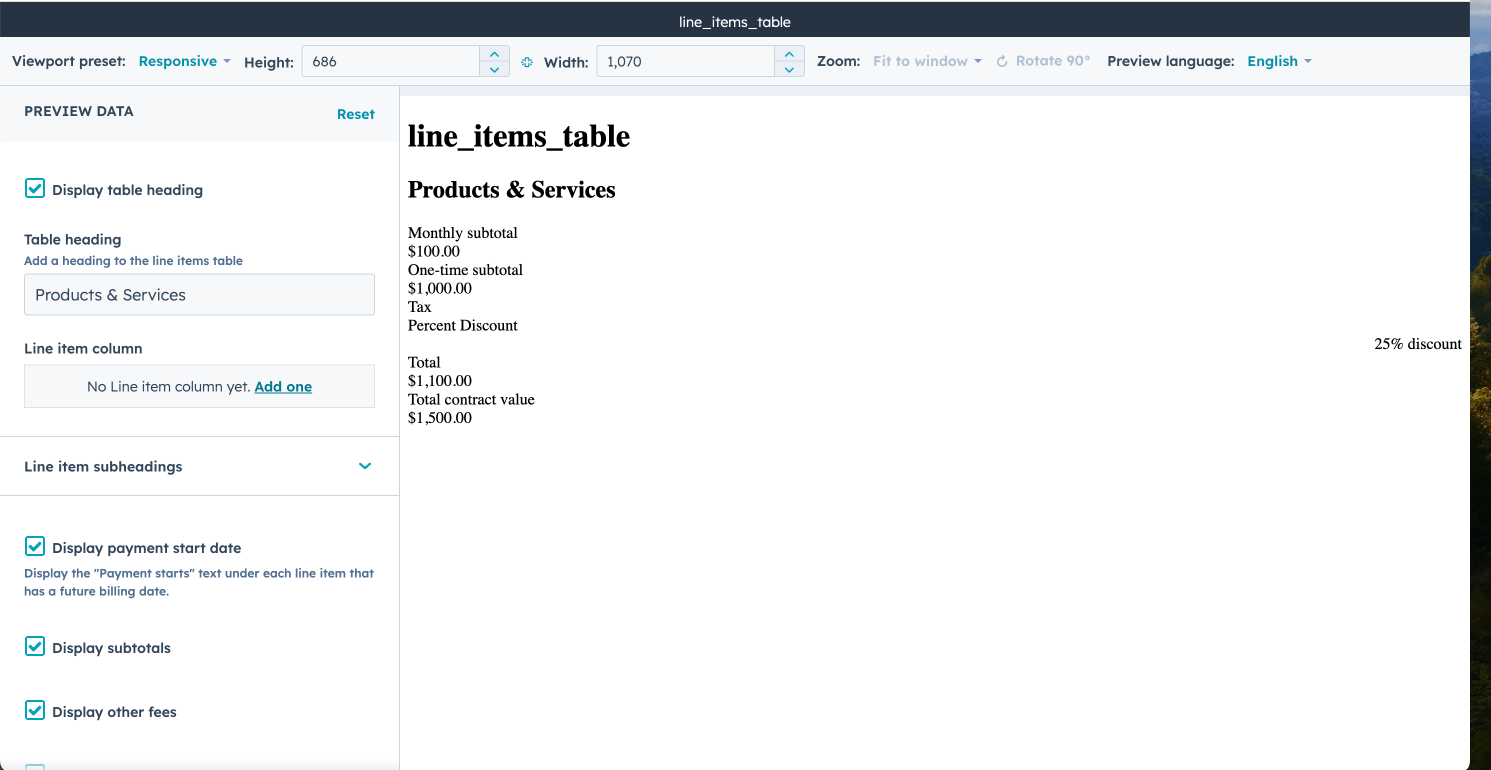 line_items_table
Viewport preset: Responsive Height: 686 Width: 1,070 Zoom: Fit to window Rotate 90° Preview language: English
PREVIEW DATA
Reset
Display table heading
Table heading
Add a heading to the line items table
Products & Services
Line item column
No Line item column yet. Add one
Line item subheadings
Display payment start date
Display the "Payment starts" text under each line item that
has a future billing date.
Display subtotals
Display other fees
line_items_table
Products & Services
Monthly subtotal
$100.00
One-time subtotal
$1,000.00
Tax
Percent Discount
25% discount
Total
$1,100.00
Total contract value
$1,500.00